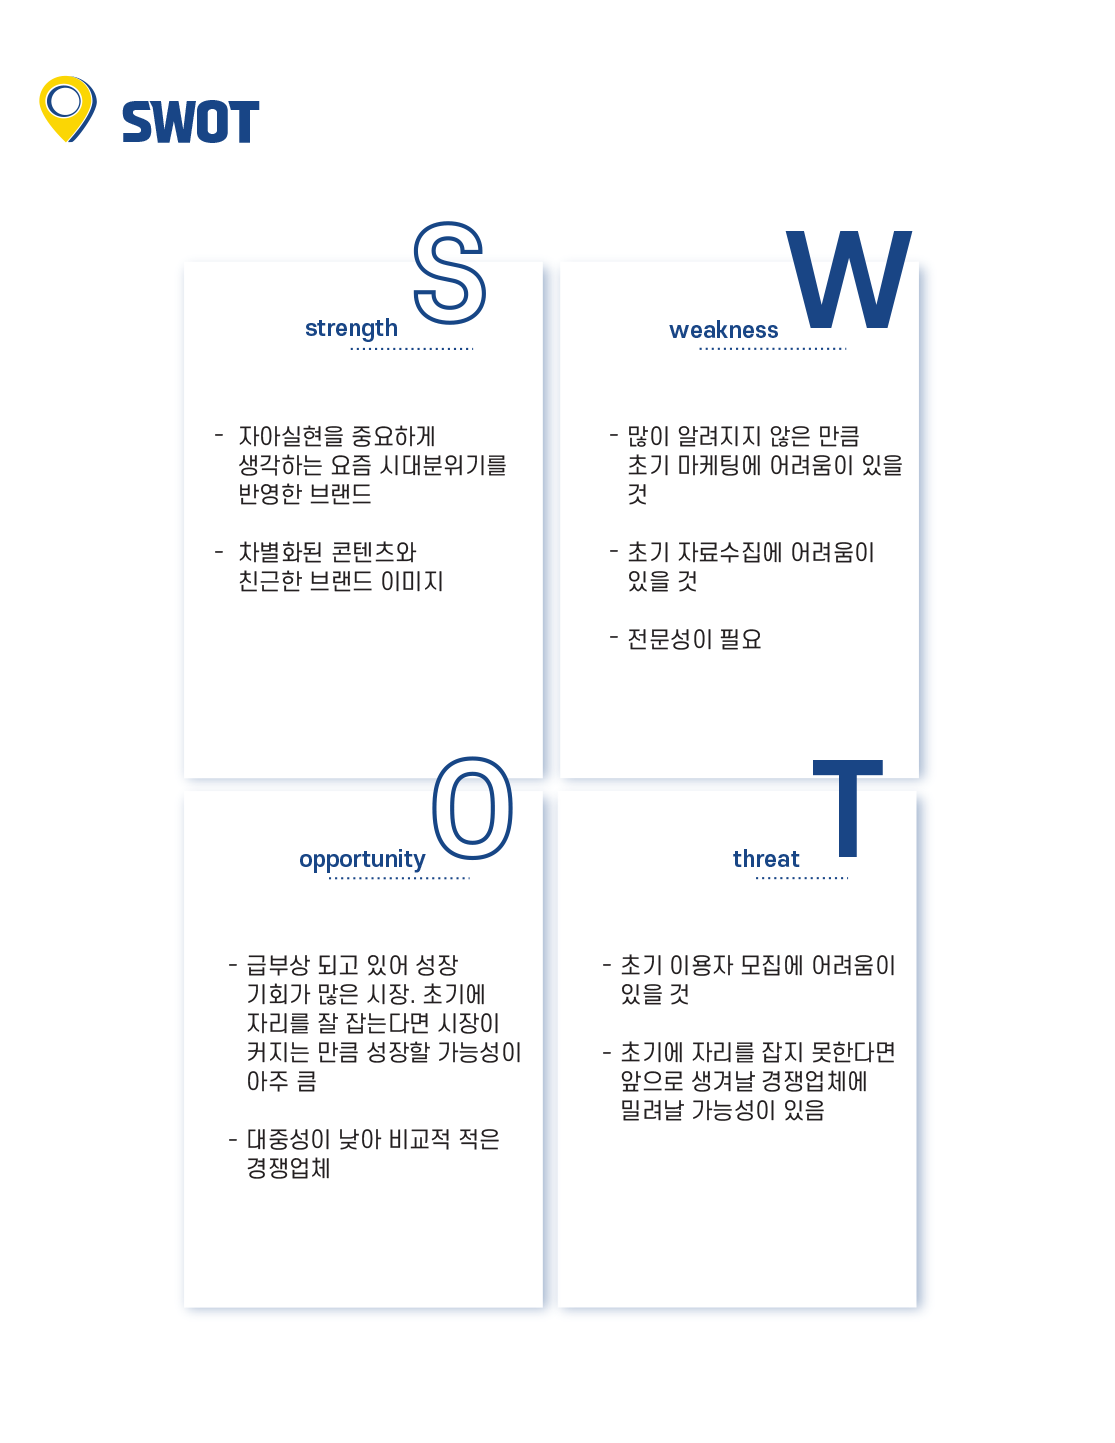 SWOT
S
strength
- 자아실현을 중요하게
생각하는 요즘 시대분위기를
반영한 브랜드
- 차별화된 콘텐츠와
친근한 브랜드 이미지
W
weakness
- 많이 알려지지 않은 만큼
초기 마케팅에 어려움이 있을
것
- 초기 자료수집에 어려움이
있을 것
- 전문성이 필요
O
opportunity
- 급부상 되고 있어 성장
기회가 많은 시장. 초기에
자리를 잘 잡는다면 시장이
커지는 만큼 성장할 가능성이
아주 큼
- 대중성이 낮아 비교적 적은
경쟁업체
T
threat
- 초기 이용자 모집에 어려움이
있을 것
- 초기에 자리를 잡지 못한다면
앞으로 생겨날 경쟁업체에
밀려날 가능성이 있음